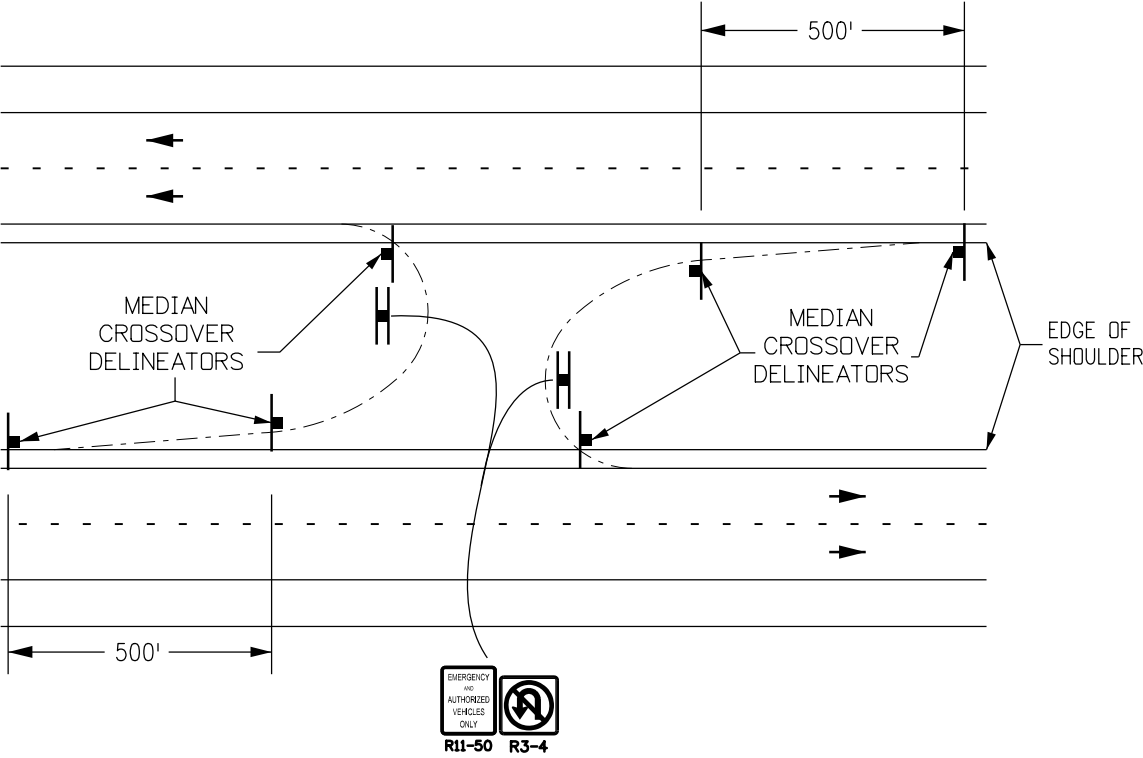 500'
MEDIAN
CROSSOVER
DELINEATORS
MEDIAN
CROSSOVER
DELINEATORS
EDGE OF
SHOULDER
500'
EMERGENCY
AND
AUTHORIZED
VEHICLES
ONLY
R11-50
R3-4